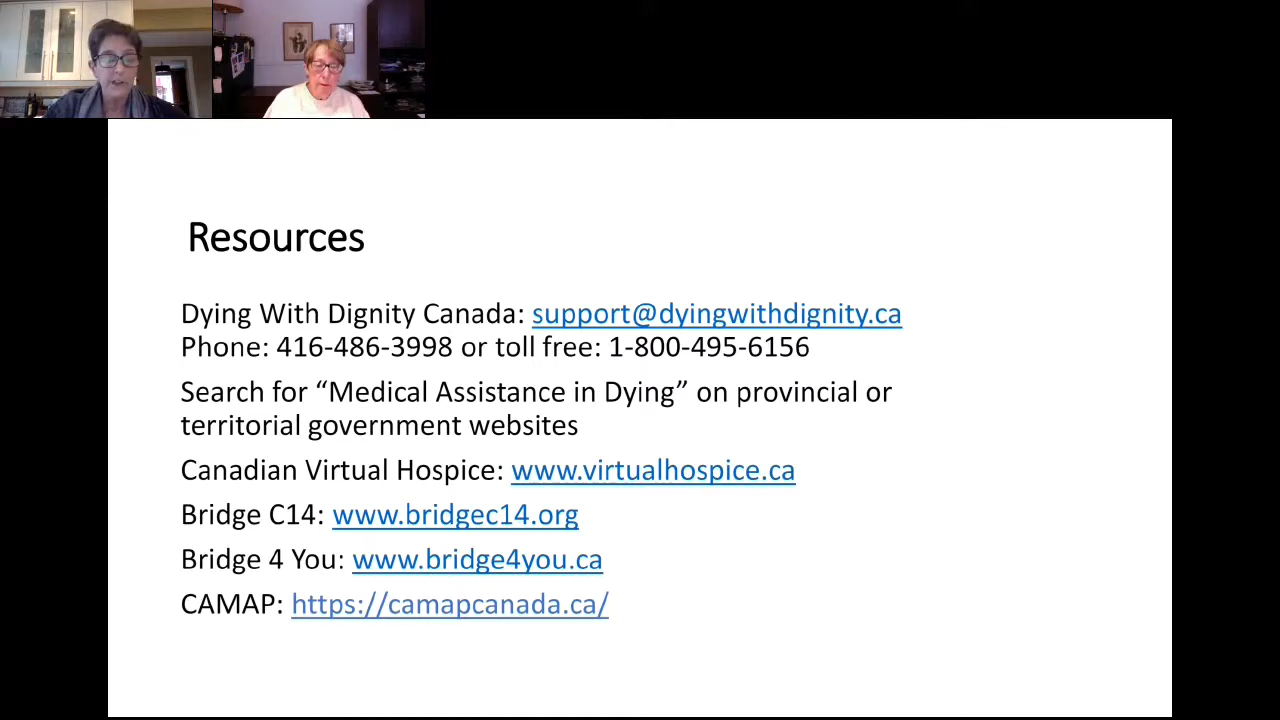 Resources
Dying With Dignity Canada: support@dyingwithdignity.ca
Phone: 416-486-3998 or toll free: 1-800-495-6156
Search for “Medical Assistance in Dying” on provincial or
territorial government websites
Canadian Virtual Hospice: www.virtualhospice.ca
Bridge C14: www.bridgec14.org
Bridge 4 You: www.bridge4you.ca
CAMAP: https://camapcanada.ca/